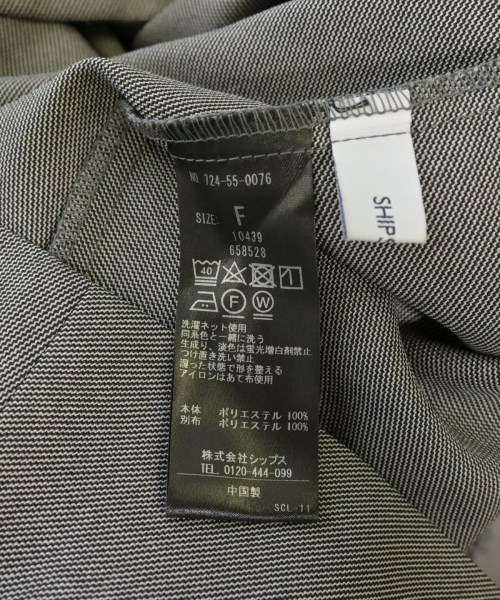 NO 724-55-0076
SIZE: F
10439
658528
40
F W
洗濯ネット使用
同系色と一緒に洗う
生成り、淡色は蛍光増白剤禁止
つけ置き洗い禁止
湿った状態で形を整える
アイロンはあて布使用
本体 ポリエステル 100%
別布 ポリエステル 100%
株式会社シップス
TEL. 0120-444-099
中国製
SCL-11
SHIPS